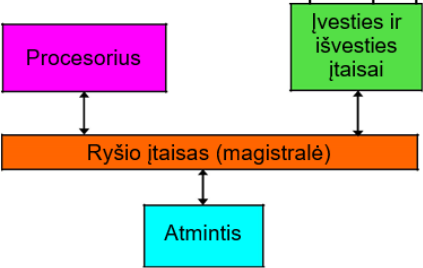 Procesorius
Įvesties ir
išvesties
įtaisai
Ryšio įtaisas (magistralė)
Atmintis